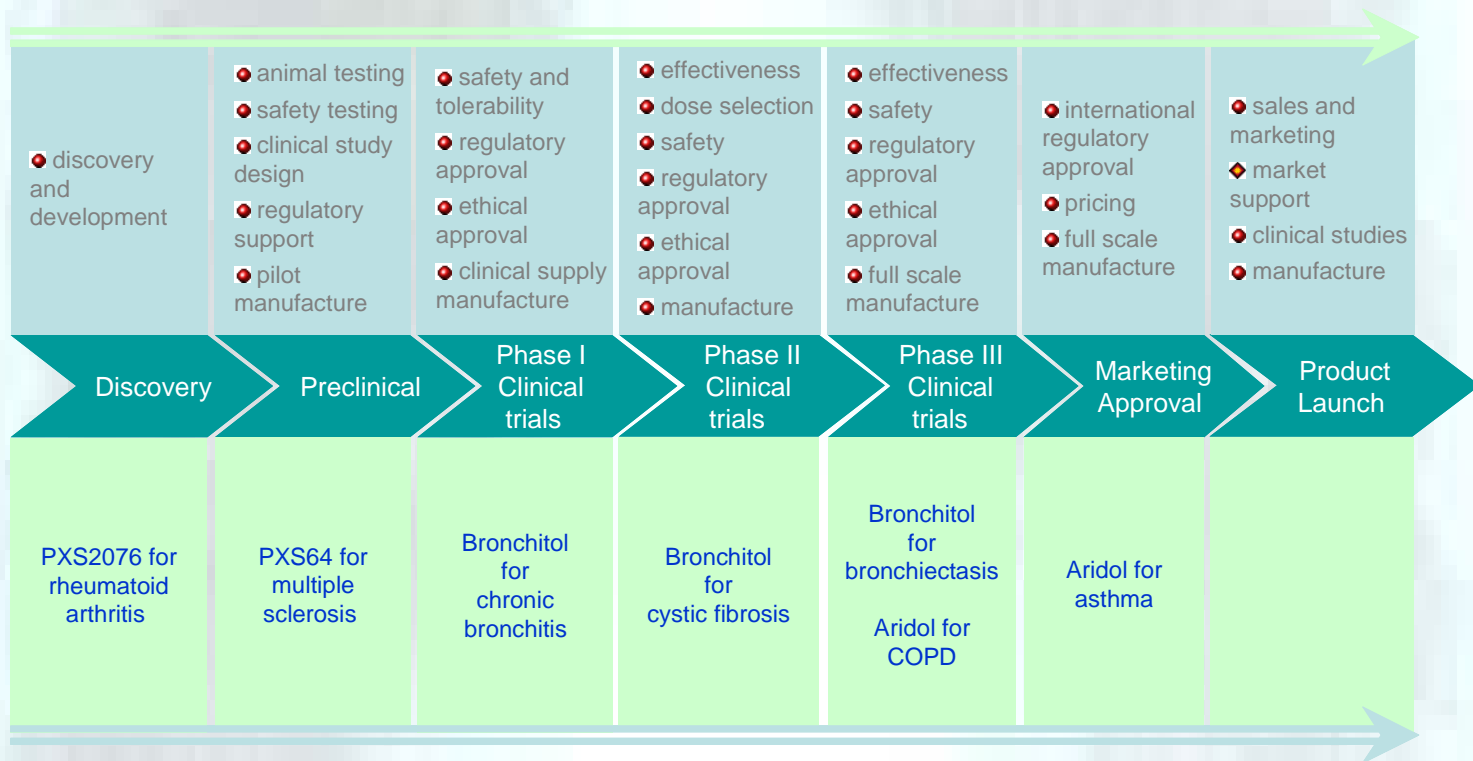 discovery
and
development
animal testing
safety testing
clinical study
design
regulatory
support
pilot
manufacture
safety and
tolerability
regulatory
approval
ethical
approval
clinical supply
manufacture
effectiveness
dose selection
safety
regulatory
approval
ethical
approval
manufacture
effectiveness
safety
regulatory
approval
ethical
approval
full scale
manufacture
international
regulatory
approval
pricing
full scale
manufacture
sales and
marketing
market
support
clinical studies
manufacture
Discovery
Preclinical
Phase I
Clinical
trials
Phase II
Clinical
trials
Phase III
Clinical
trials
Marketing
Approval
Product
Launch
PXS2076 for
rheumatoid
arthritis
PXS64 for
multiple
sclerosis
Bronchitol
for
chronic
bronchitis
Bronchitol
for
cystic fibrosis
Bronchitol
for
bronchiectasis
Aridol for
COPD
Aridol for
asthma